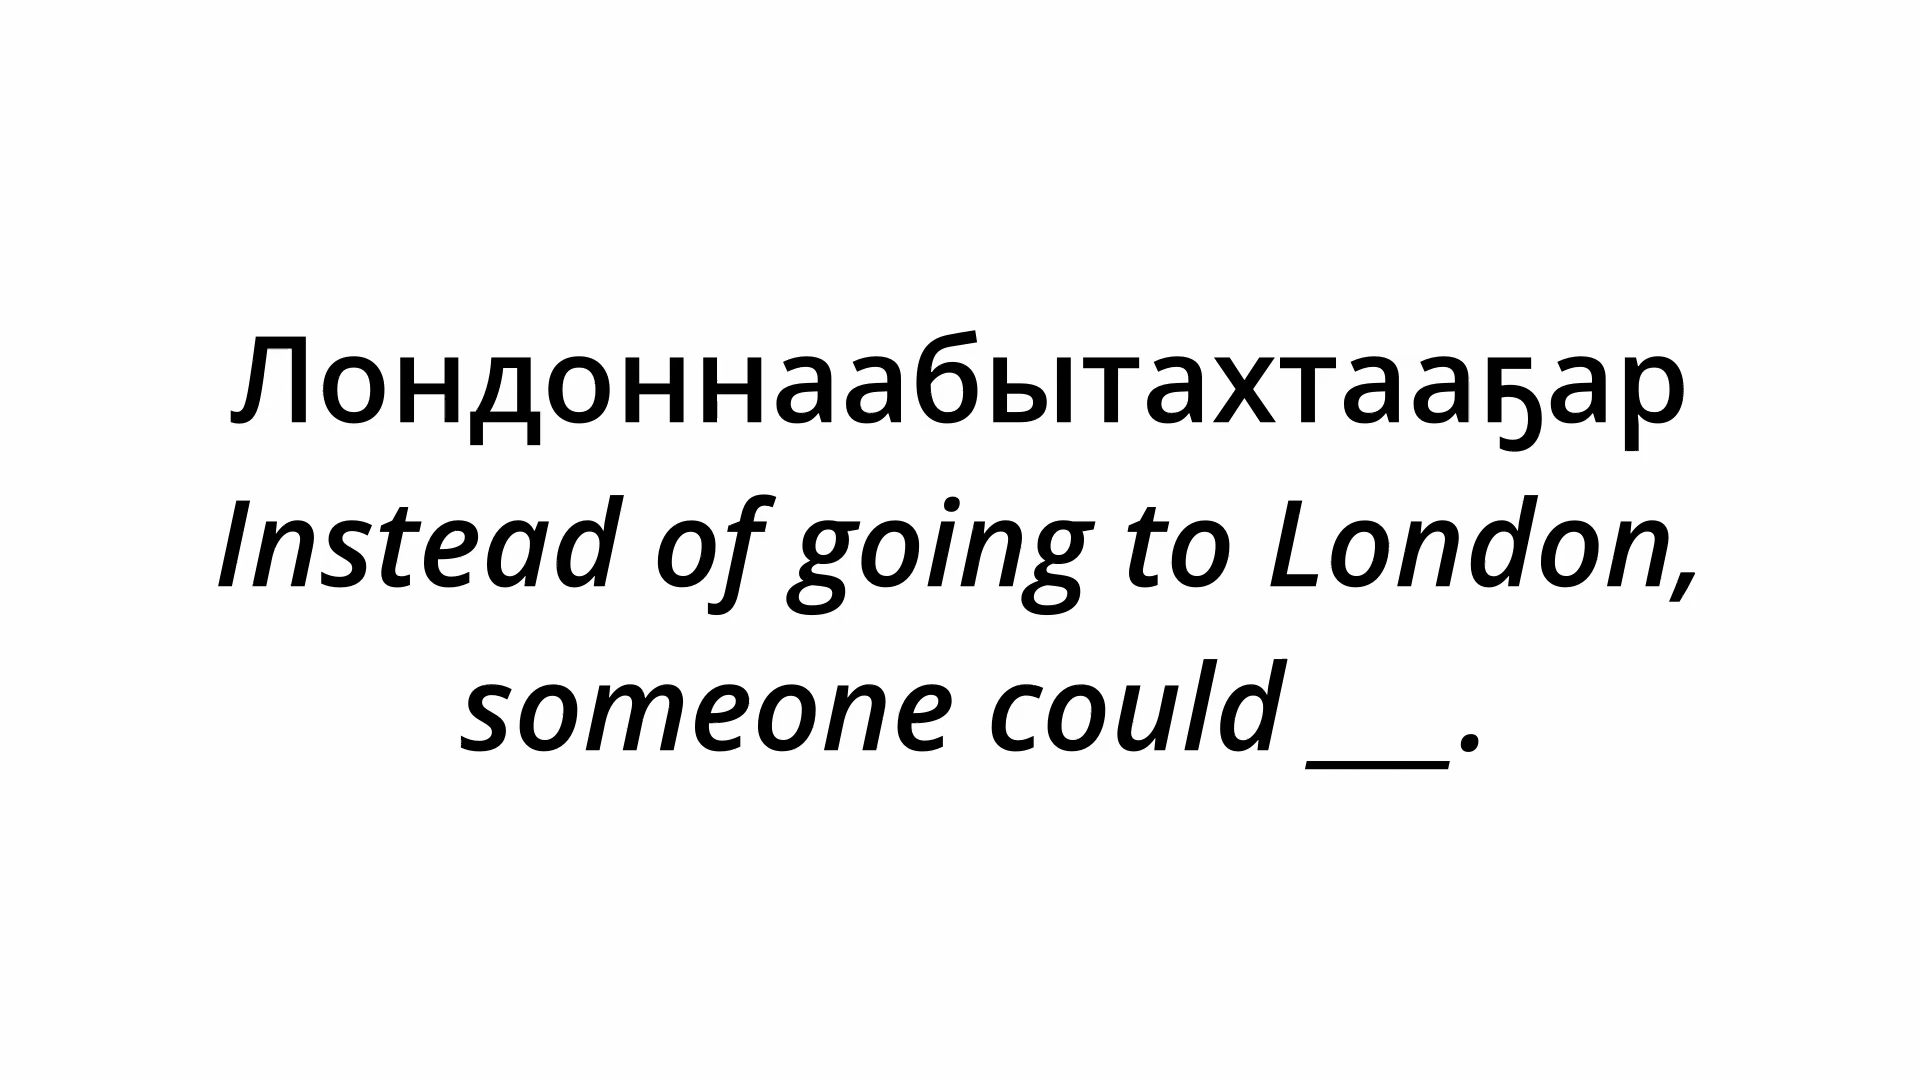 Лондоннаабытахтааҕар
Instead of going to London,
someone could ___.